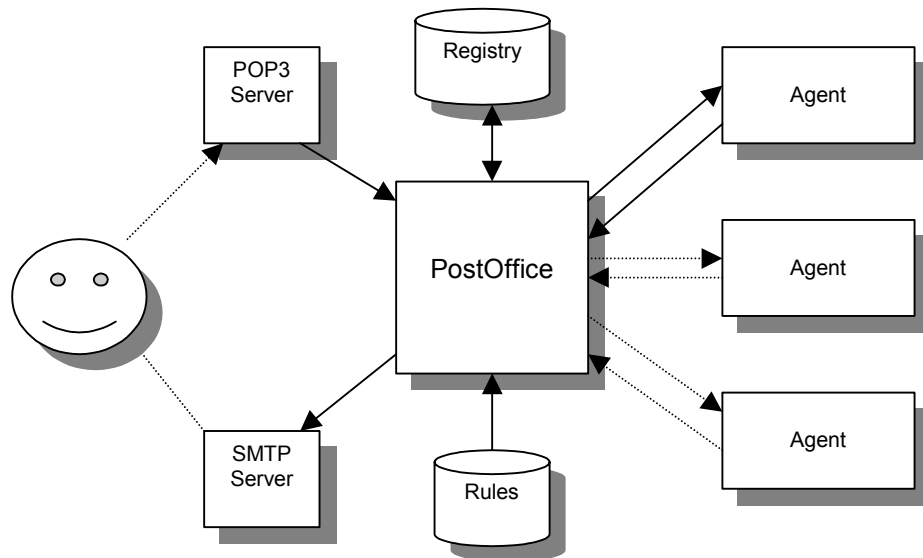 POP3
Server
Registry
Agent
PostOffice
Agent
Agent
SMTP
Server
Rules